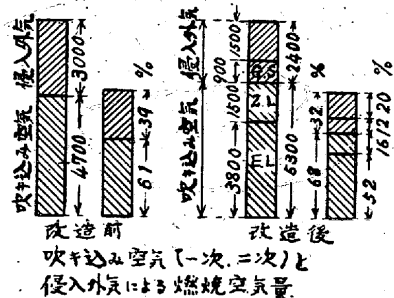 侵入外気
3000
吹き込み空気
4700
%
39
61
改造前
侵入外気
900
1500
2400
吹き込み空気
1500
3800
5300
ZL
EL
%
32
68
%
20
12
16
52
改造後
吹き込み空気(一次、二次)と
侵入外気による燃焼空気量